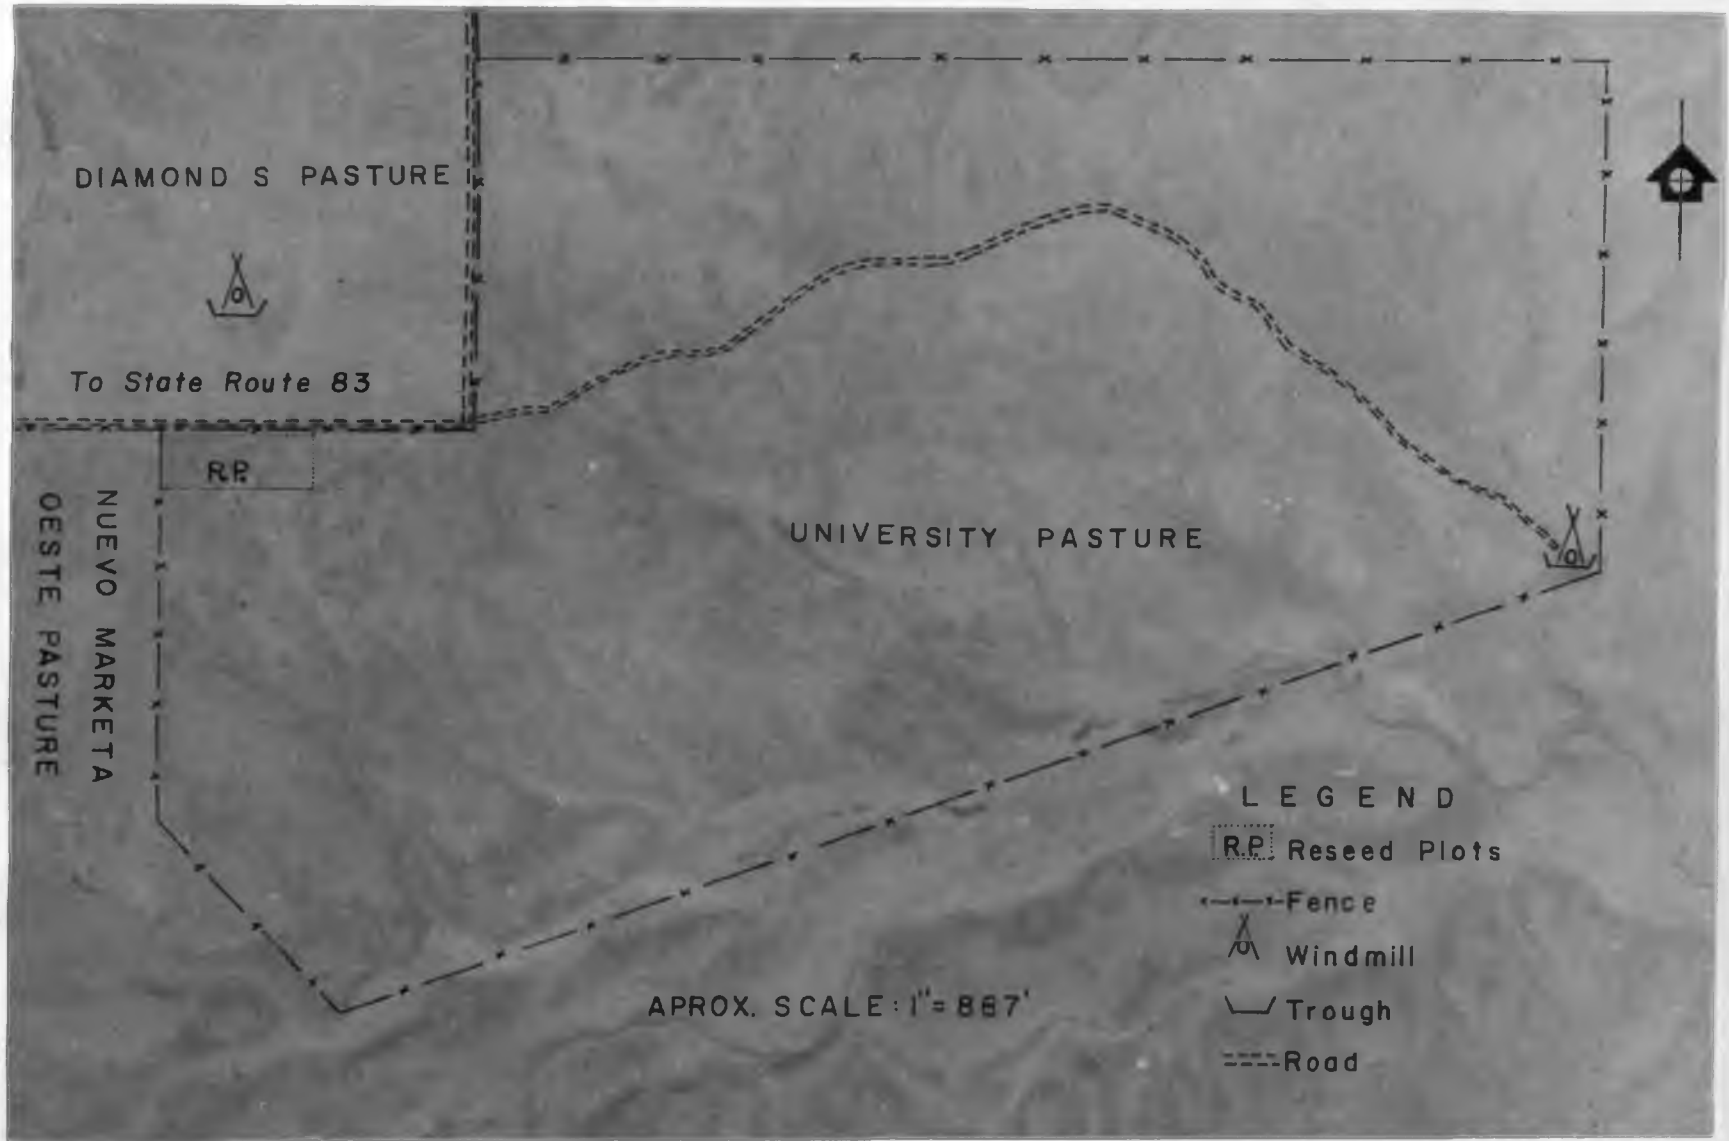 DIAMOND S PASTURE
To State Route 83
R.P.
NUEVO MARKETA
OESTE PASTURE
UNIVERSITY PASTURE
LEGEND
R.P. Reseed Plots
Fence
Windmill
Trough
Road
APROX. SCALE: 1"= 887'